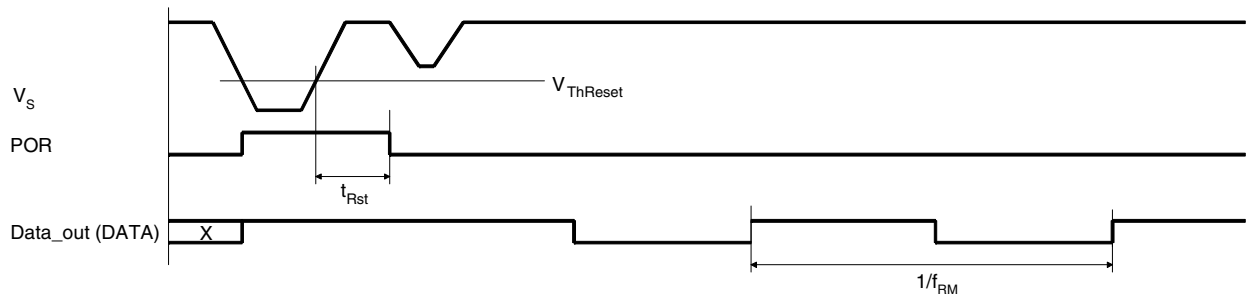 V_ThReset
V_S
POR
t_Rst
Data_out (DATA)
X
1/f_RM